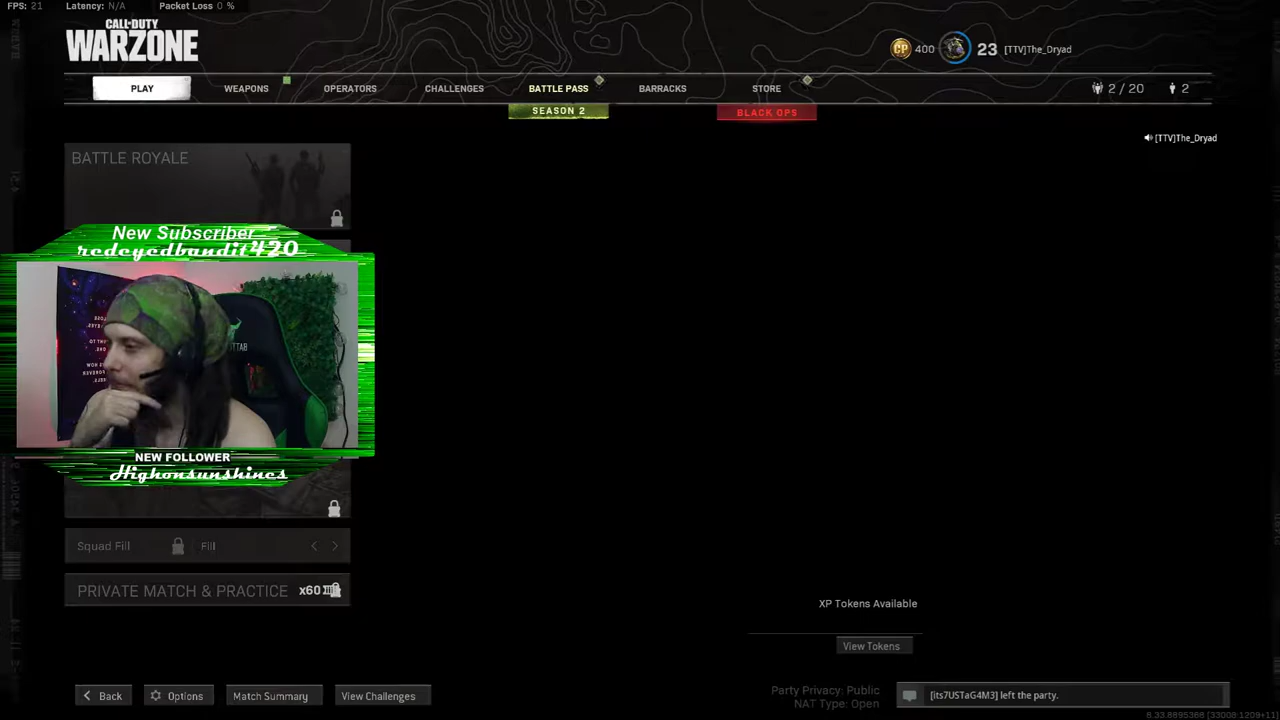 FPS: 21 Latency: N/A Packet Loss 0 %
CALL OF DUTY
WARZONE
400 23 [TTV]The_Dryad
PLAY WEAPONS OPERATORS CHALLENGES BATTLE PASS BARRACKS STORE 2 / 20 2
SEASON 2 BLACK OPS
[TTV]The_Dryad
BATTLE ROYALE
New Subscriber
redeyedbandit420
NEW FOLLOWER
Highonsunshines
Squad Fill Fill
PRIVATE MATCH & PRACTICE x60
XP Tokens Available
View Tokens
Back Options Match Summary View Challenges
Party Privacy: Public
NAT Type: Open
[its7USTaG4M3] left the party.